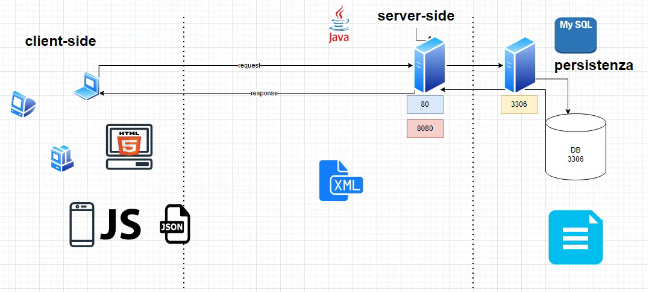 client-side
server-side
persistenza
Java
My SQL
request
response
80
8080
3306
DB
3306
HTML
5
XML
JS
JSON